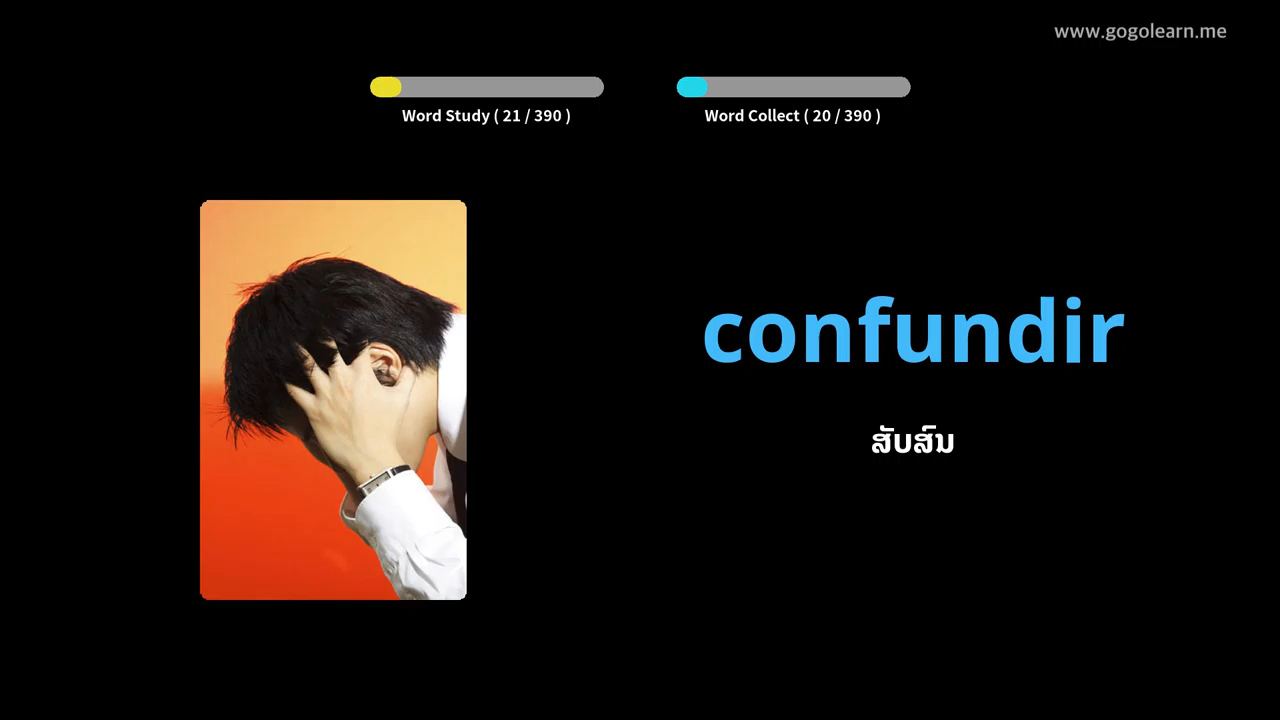 www.gogolearn.me
Word Study ( 21 / 390 )
Word Collect ( 20 / 390 )
confundir
ສັບສົນ